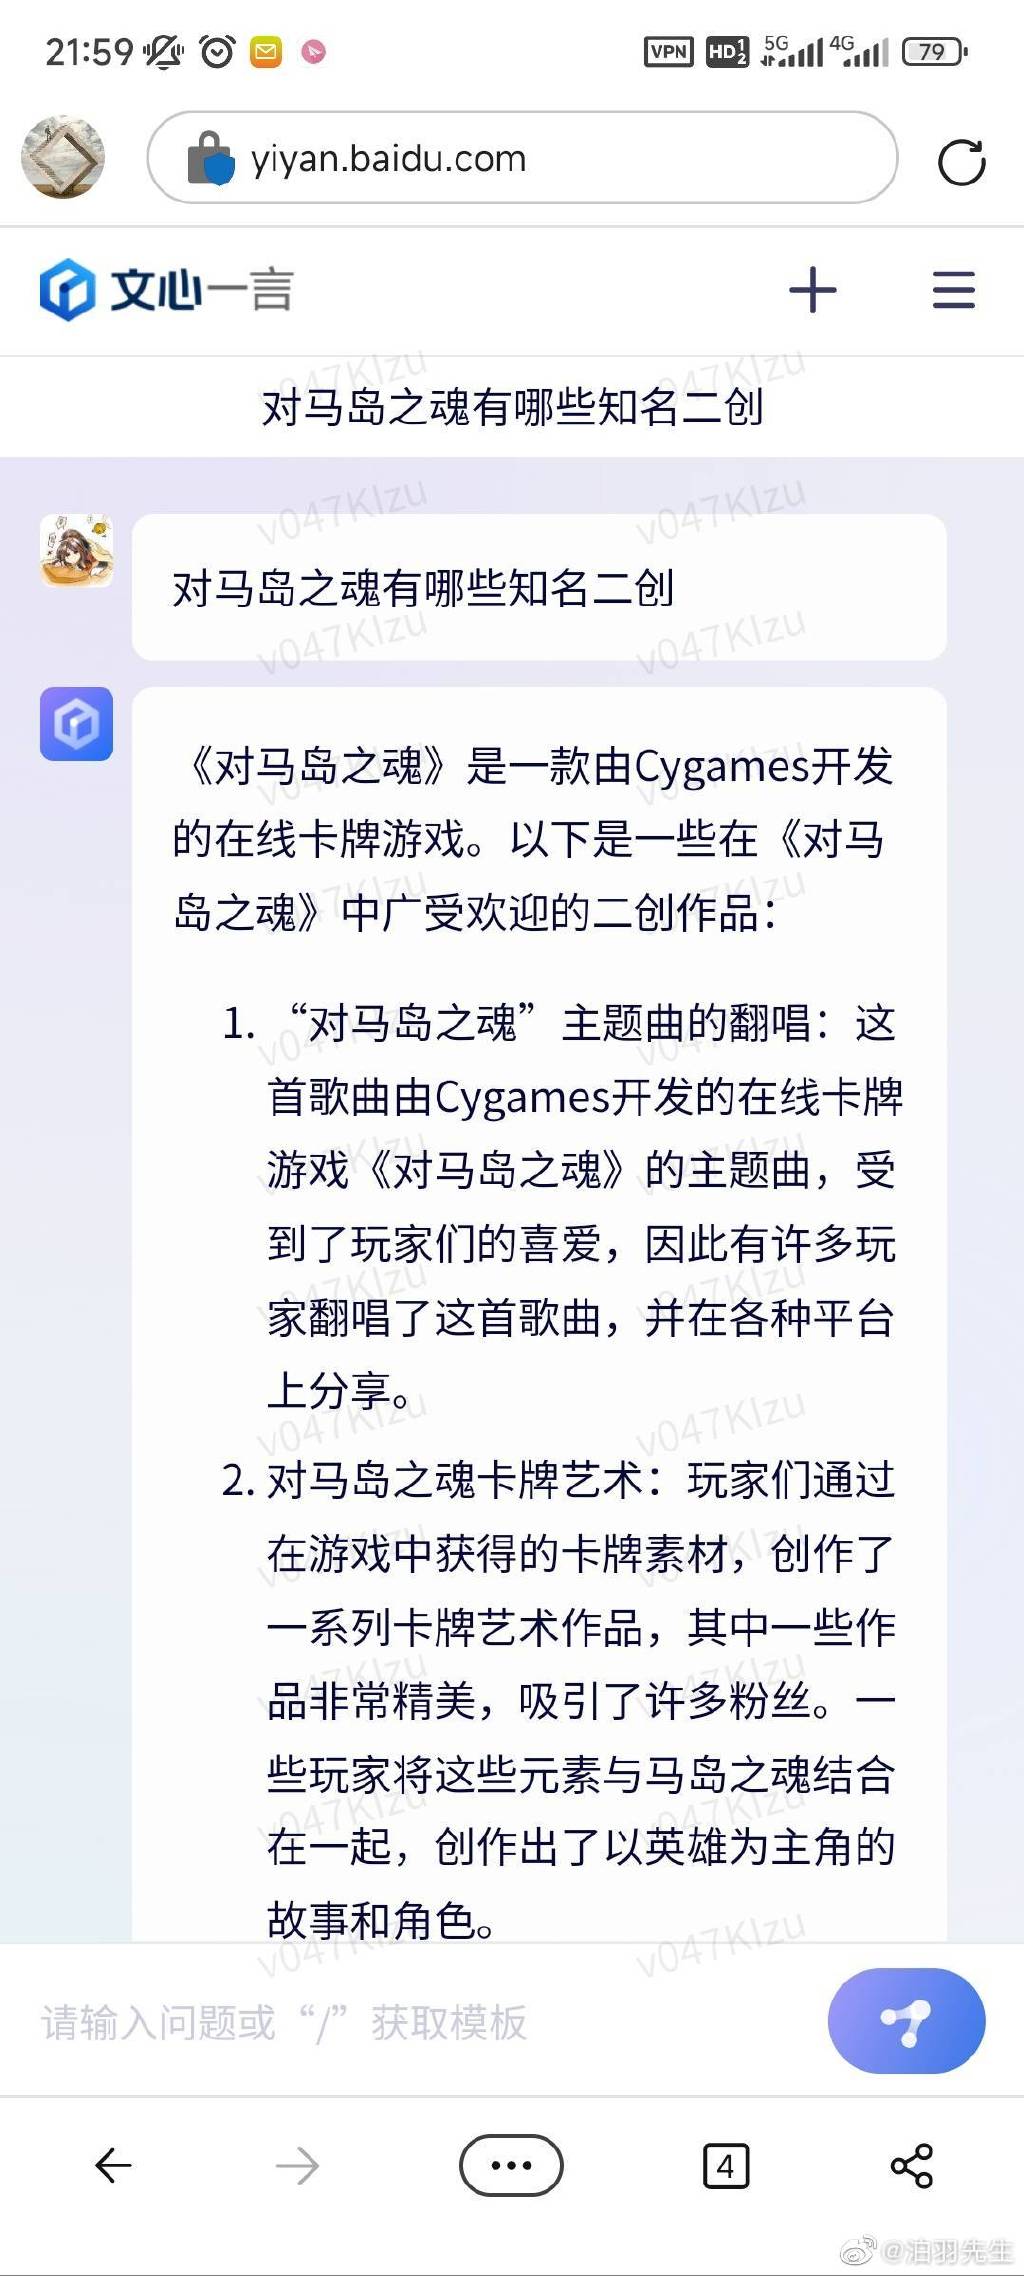 21:59
VPN HD 1 2 5G 4G 79
yiyan.baidu.com
文心一言
对马岛之魂有哪些知名二创
对马岛之魂有哪些知名二创
《对马岛之魂》是一款由Cygames开发
的在线卡牌游戏。以下是一些在《对马
岛之魂》中广受欢迎的二创作品：
1. “对马岛之魂”主题曲的翻唱：这
首歌曲由Cygames开发的在线卡牌
游戏《对马岛之魂》的主题曲，受
到了玩家们的喜爱，因此有许多玩
家翻唱了这首歌曲，并在各种平台
上分享。
2. 对马岛之魂卡牌艺术：玩家们通过
在游戏中获得的卡牌素材，创作了
一系列卡牌艺术作品，其中一些作
品非常精美，吸引了许多粉丝。一
些玩家将这些元素与马岛之魂结合
在一起，创作出了以英雄为主角的
故事和角色。
v047KIzu
请输入问题或“/”获取模板
4
@泊羽先生